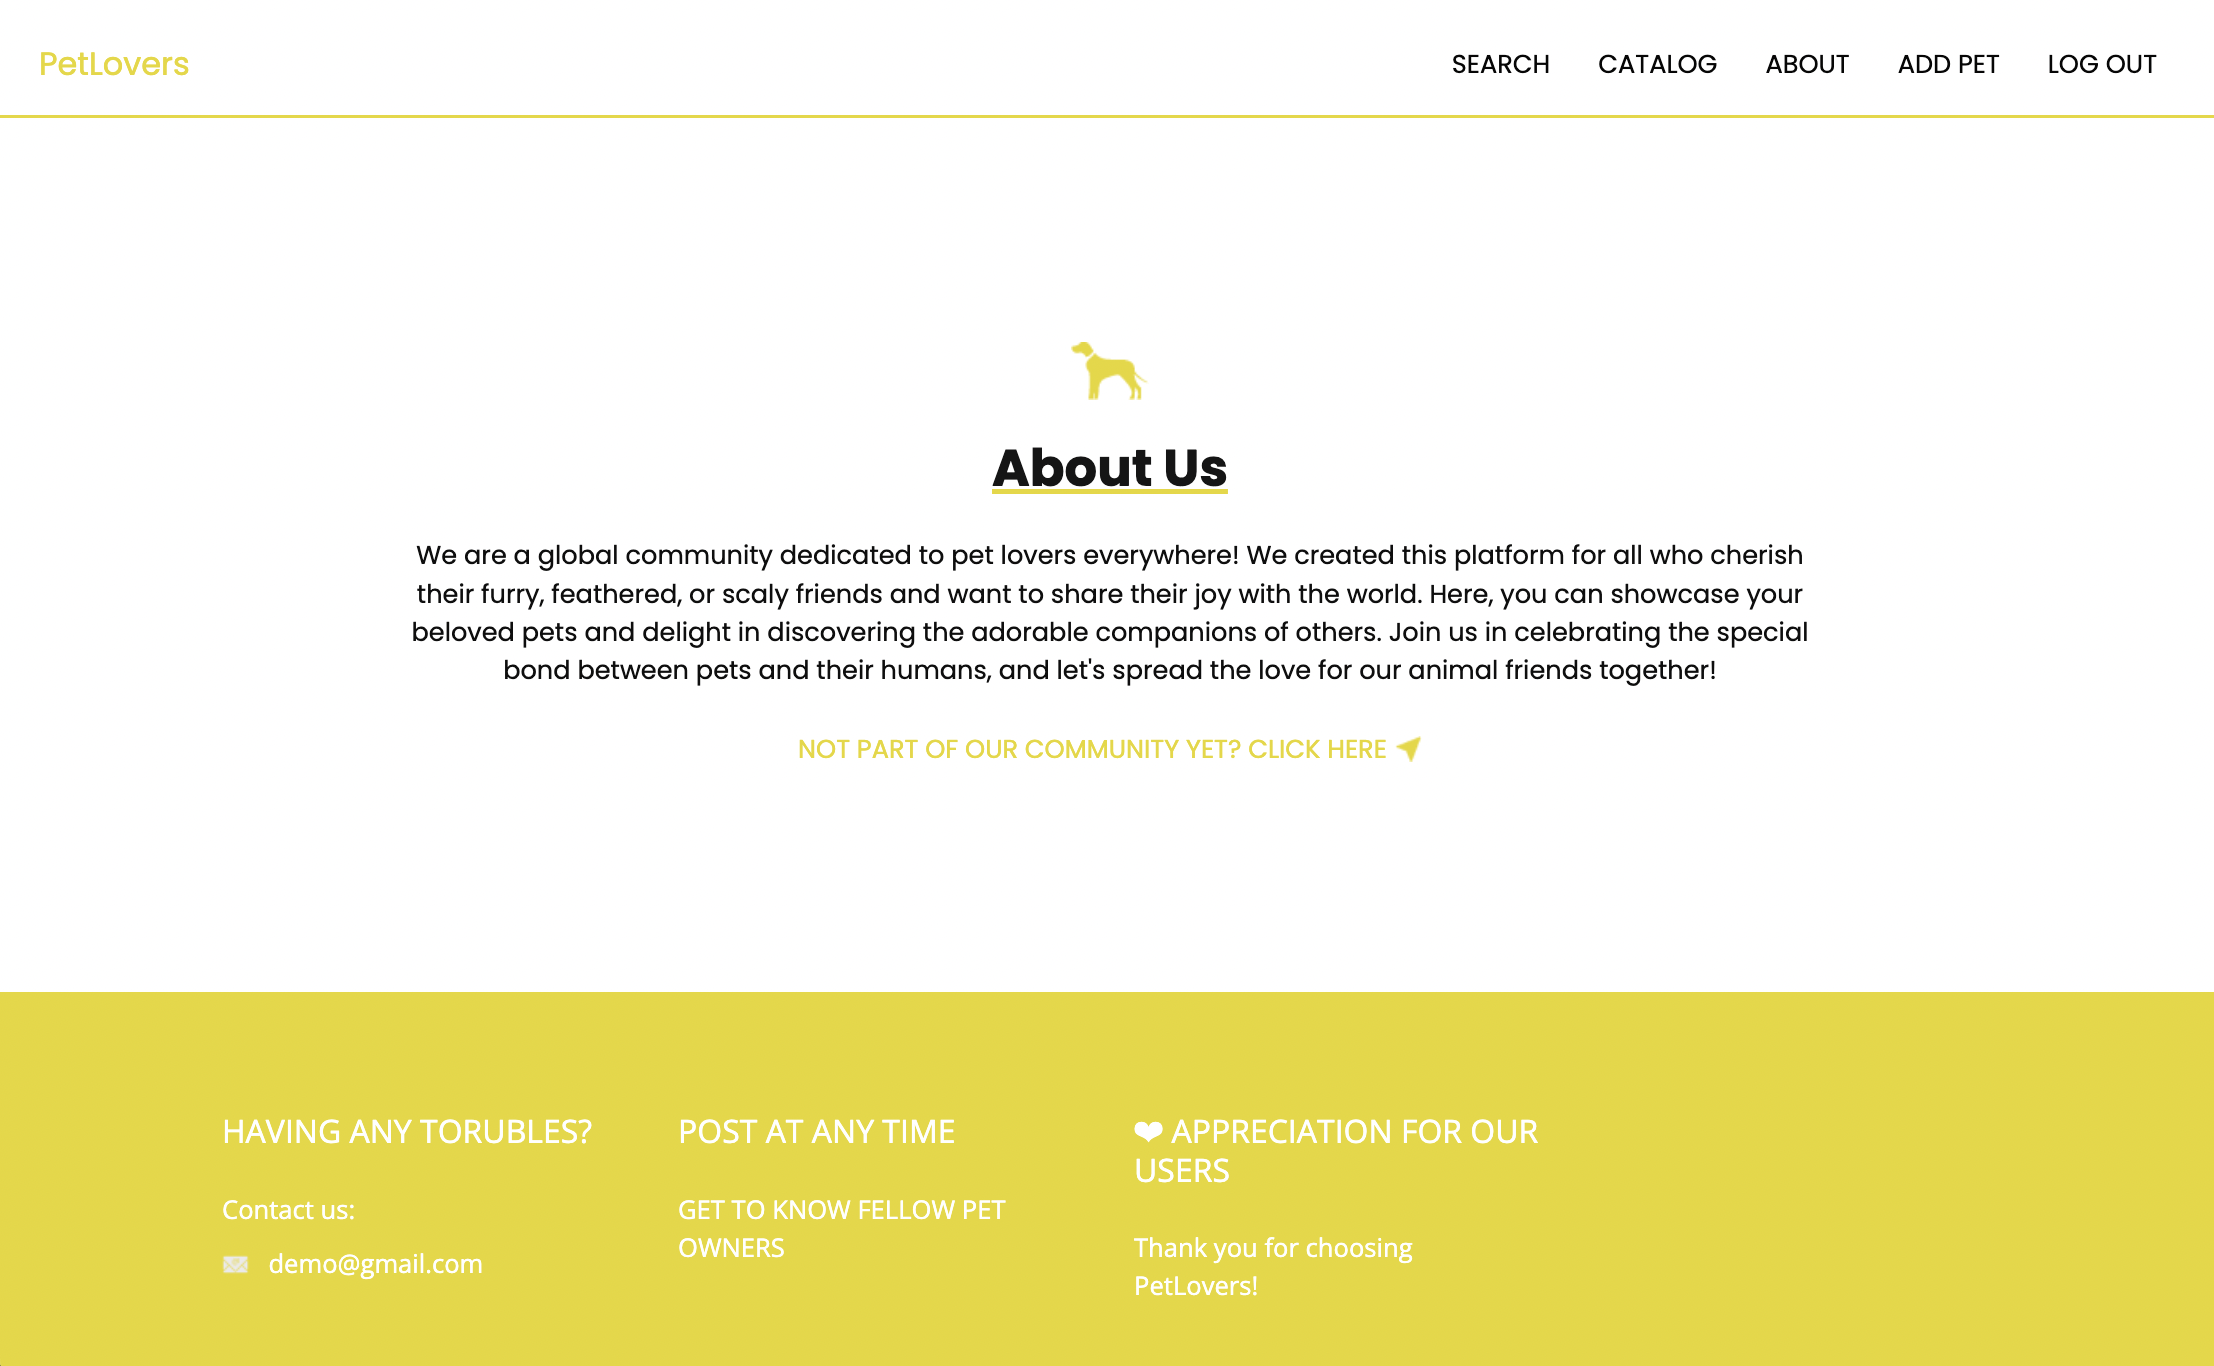 PetLovers
SEARCH CATALOG ABOUT ADD PET LOG OUT
About Us
We are a global community dedicated to pet lovers everywhere! We created this platform for all who cherish
their furry, feathered, or scaly friends and want to share their joy with the world. Here, you can showcase your
beloved pets and delight in discovering the adorable companions of others. Join us in celebrating the special
bond between pets and their humans, and let's spread the love for our animal friends together!
NOT PART OF OUR COMMUNITY YET? CLICK HERE
HAVING ANY TORUBLES?
Contact us:
demo@gmail.com
POST AT ANY TIME
GET TO KNOW FELLOW PET
OWNERS
❤ APPRECIATION FOR OUR
USERS
Thank you for choosing
PetLovers!